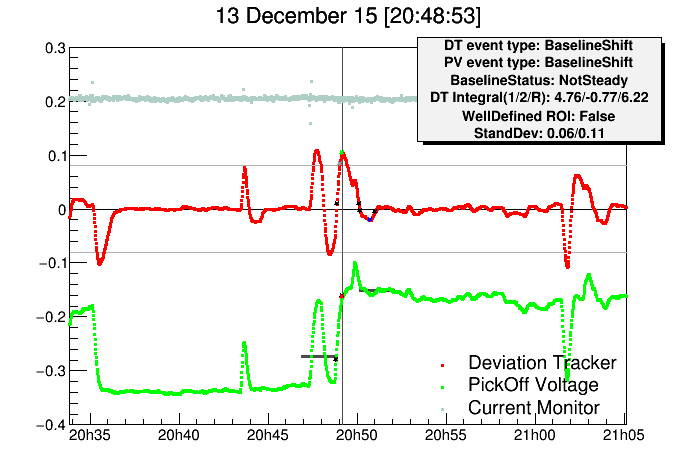 13 December 15 [20:48:53]
DT event type: BaselineShift
PV event type: BaselineShift
BaselineStatus: NotSteady
DT Integral(1/2/R): 4.76/-0.77/6.22
WellDefined ROI: False
StandDev: 0.06/0.11
0.3
0.2
0.1
0
−0.1
−0.2
−0.3
−0.4
Deviation Tracker
PickOff Voltage
Current Monitor
20h35 20h40 20h45 20h50 20h55 21h00 21h05